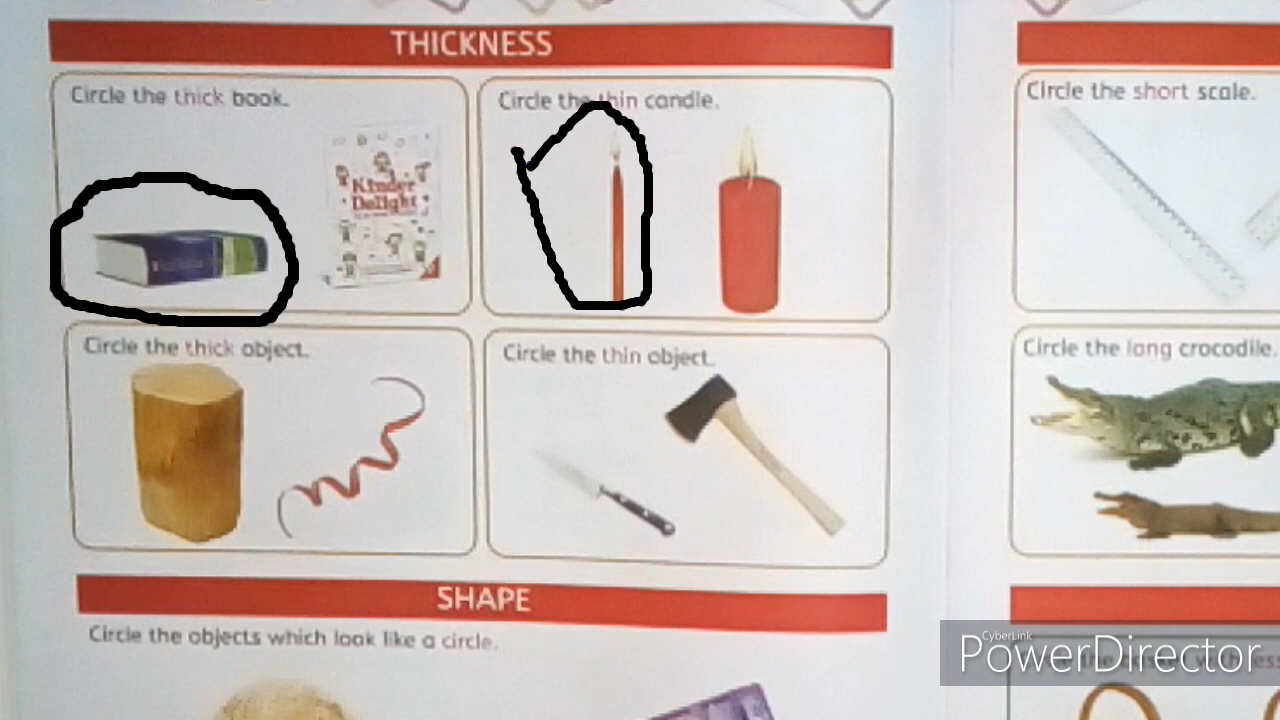 THICKNESS
Circle the thick book.
Circle the thin candle.
Circle the short scale.
Kinder
Delight
Circle the thick object.
Circle the thin object.
Circle the long crocodile.
SHAPE
Circle the objects which look like a circle.
CyberLink
PowerDirector